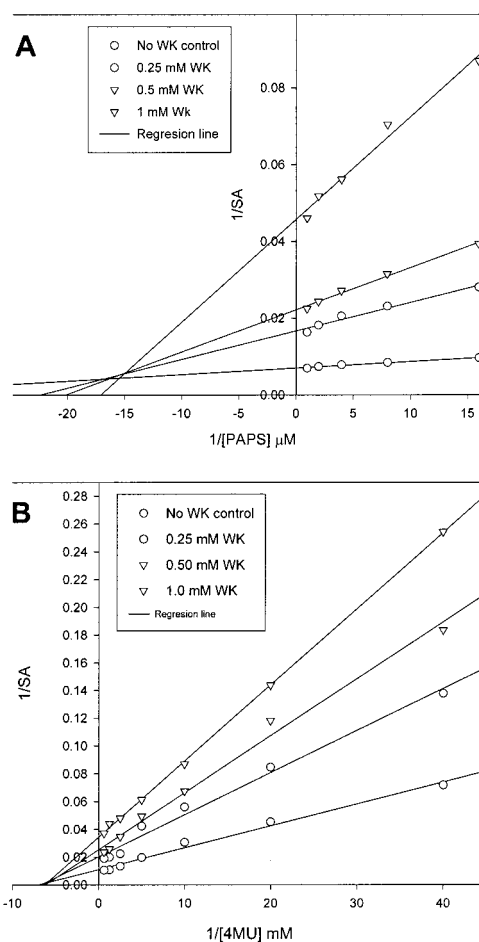 A
No WK control
0.25 mM WK
0.5 mM WK
1 mM Wk
Regresion line
0.08
0.06
0.04
0.02
0.00
1/SA
-20 -15 -10 -5 0 5 10 15
1/[PAPS] µM
B
No WK control
0.25 mM WK
0.50 mM WK
1.0 mM WK
Regresion line
0.28
0.26
0.24
0.22
0.20
0.18
0.16
0.14
0.12
0.10
0.08
0.06
0.04
0.02
0.00
1/SA
-10 0 10 20 30 40
1/[4MU] mM